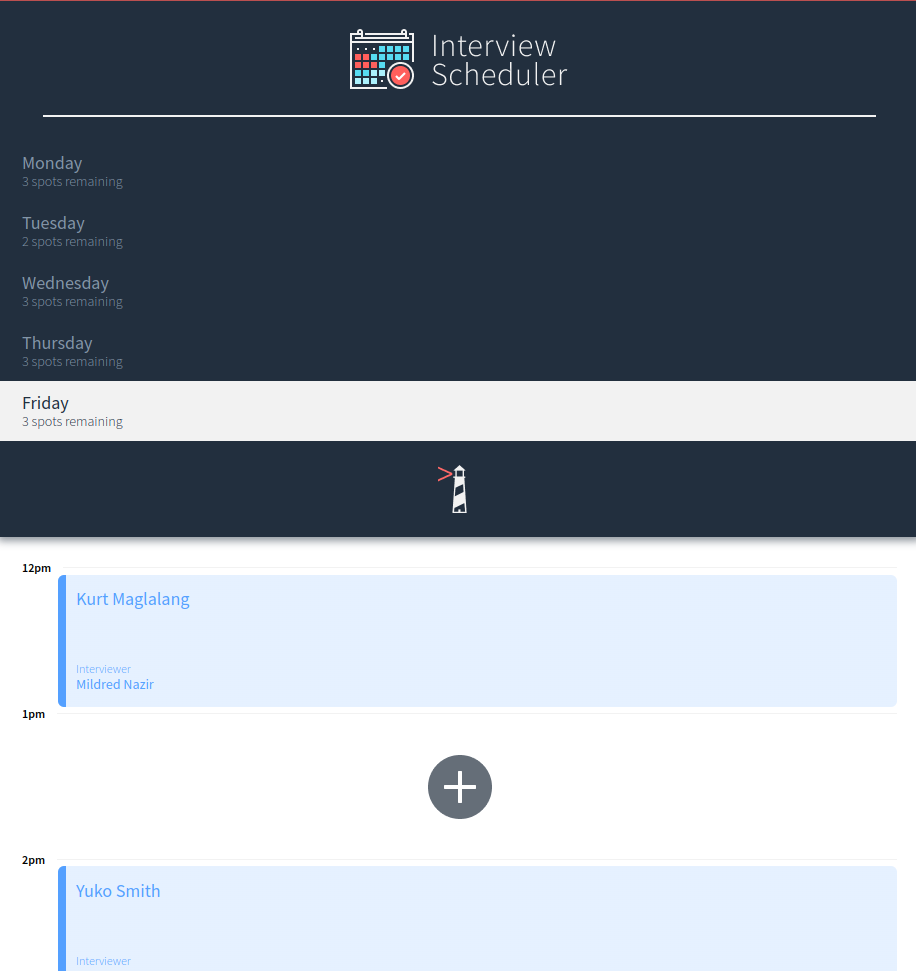 Interview
Scheduler
Monday
3 spots remaining
Tuesday
2 spots remaining
Wednesday
3 spots remaining
Thursday
3 spots remaining
Friday
3 spots remaining
12pm
Kurt Maglalang
Interviewer
Mildred Nazir
1pm
2pm
Yuko Smith
Interviewer